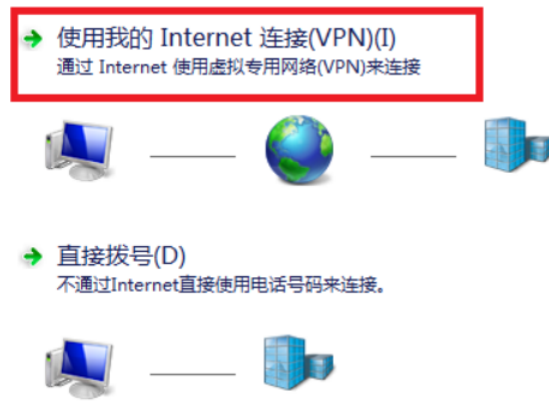 使用我的 Internet 连接(VPN)(I)
通过 Internet 使用虚拟专用网络(VPN)来连接
直接拨号(D)
不通过Internet直接使用电话号码来连接。